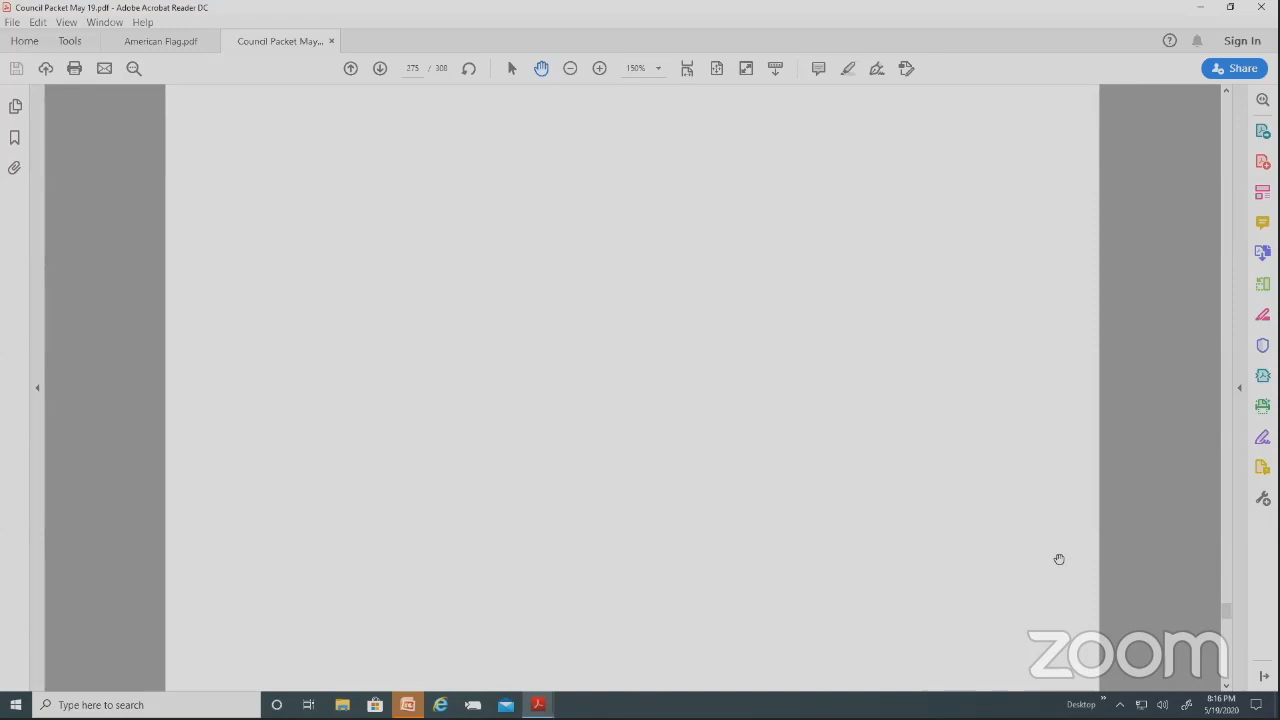 Council Packet May 19.pdf - Adobe Acrobat Reader DC
File Edit View Window Help
Home Tools American Flag.pdf Council Packet May... × Sign In
275 / 308 150% Share
zoom
Type here to search Desktop 8:16 PM
5/19/2020